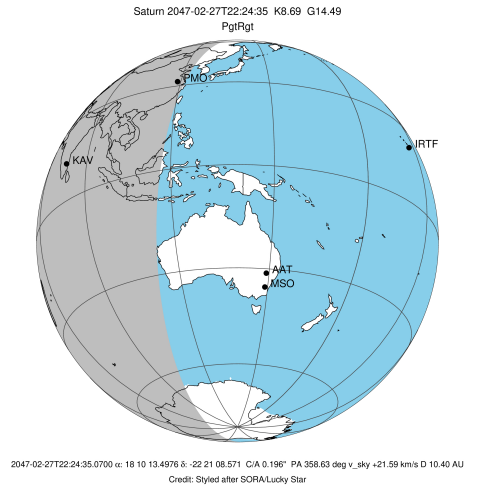 Saturn 2047-02-27T22:24:35 K8.69 G14.49
PgtRgt
PMO
IRTF
KAV
AAT
MSO
2047-02-27T22:24:35.0700 α: 18 10 13.4976 δ: -22 21 08.571 C/A 0.196" PA 358.63 deg v_sky +21.59 km/s D 10.40 AU
Credit: Styled after SORA/Lucky Star